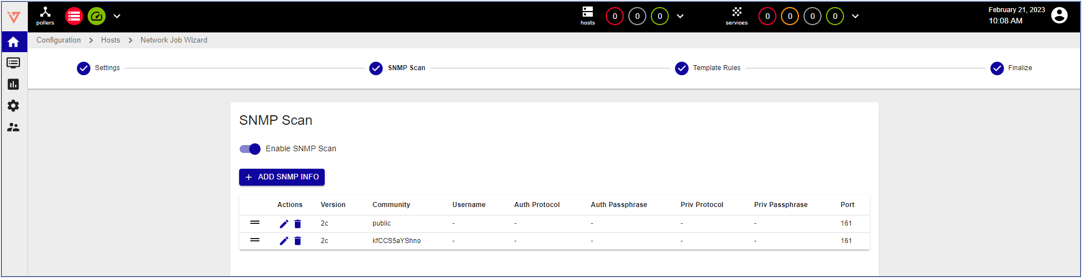 pollers
hosts 0 0 0
services 0 0 0 0
February 21, 2023
10:08 AM
Configuration > Hosts > Network Job Wizard
Settings SNMP Scan Template Rules Finalize
SNMP Scan
Enable SNMP Scan
+ ADD SNMP INFO
Actions Version Community Username Auth Protocol Auth Passphrase Priv Protocol Priv Passphrase Port
2c public - - - - - 161
2c kfCCS5aYShno - - - - - 161